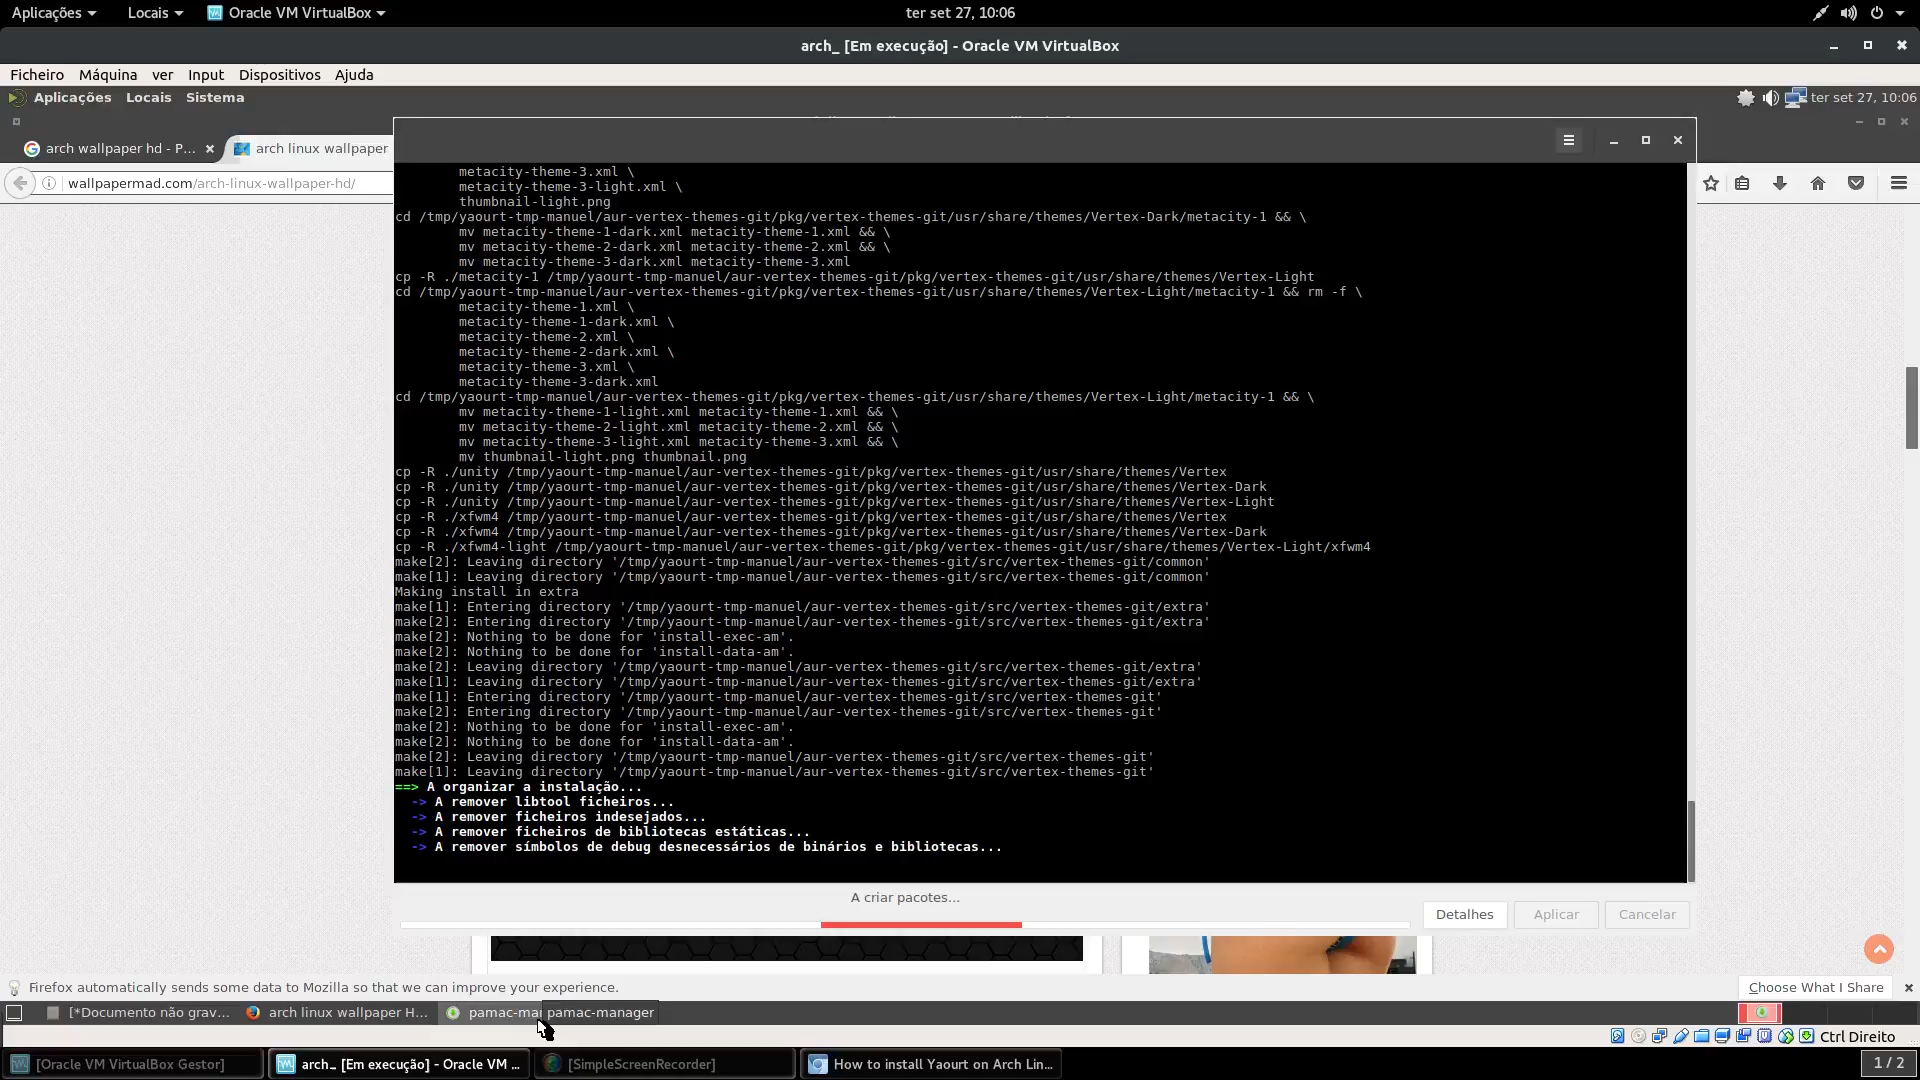 Aplicações Locais Oracle VM VirtualBox ter set 27, 10:06
arch_ [Em execução] - Oracle VM VirtualBox
Ficheiro Máquina ver Input Dispositivos Ajuda
Aplicações Locais Sistema ter set 27, 10:06
arch wallpaper hd - P... arch linux wallpaper
wallpapermad.com/arch-linux-wallpaper-hd/
metacity-theme-3.xml \
metacity-theme-3-light.xml \
thumbnail-light.png
cd /tmp/yaourt-tmp-manuel/aur-vertex-themes-git/pkg/vertex-themes-git/usr/share/themes/Vertex-Dark/metacity-1 && \
mv metacity-theme-1-dark.xml metacity-theme-1.xml && \
mv metacity-theme-2-dark.xml metacity-theme-2.xml && \
mv metacity-theme-3-dark.xml metacity-theme-3.xml
cp -R ./metacity-1 /tmp/yaourt-tmp-manuel/aur-vertex-themes-git/pkg/vertex-themes-git/usr/share/themes/Vertex-Light
cd /tmp/yaourt-tmp-manuel/aur-vertex-themes-git/pkg/vertex-themes-git/usr/share/themes/Vertex-Light/metacity-1 && rm -f \
metacity-theme-1.xml \
metacity-theme-1-dark.xml \
metacity-theme-2.xml \
metacity-theme-2-dark.xml \
metacity-theme-3.xml \
metacity-theme-3-dark.xml
cd /tmp/yaourt-tmp-manuel/aur-vertex-themes-git/pkg/vertex-themes-git/usr/share/themes/Vertex-Light/metacity-1 && \
mv metacity-theme-1-light.xml metacity-theme-1.xml && \
mv metacity-theme-2-light.xml metacity-theme-2.xml && \
mv metacity-theme-3-light.xml metacity-theme-3.xml && \
mv thumbnail-light.png thumbnail.png
cp -R ./unity /tmp/yaourt-tmp-manuel/aur-vertex-themes-git/pkg/vertex-themes-git/usr/share/themes/Vertex
cp -R ./unity /tmp/yaourt-tmp-manuel/aur-vertex-themes-git/pkg/vertex-themes-git/usr/share/themes/Vertex-Dark
cp -R ./unity /tmp/yaourt-tmp-manuel/aur-vertex-themes-git/pkg/vertex-themes-git/usr/share/themes/Vertex-Light
cp -R ./xfwm4 /tmp/yaourt-tmp-manuel/aur-vertex-themes-git/pkg/vertex-themes-git/usr/share/themes/Vertex
cp -R ./xfwm4 /tmp/yaourt-tmp-manuel/aur-vertex-themes-git/pkg/vertex-themes-git/usr/share/themes/Vertex-Dark
cp -R ./xfwm4-light /tmp/yaourt-tmp-manuel/aur-vertex-themes-git/pkg/vertex-themes-git/usr/share/themes/Vertex-Light/xfwm4
make[2]: Leaving directory '/tmp/yaourt-tmp-manuel/aur-vertex-themes-git/src/vertex-themes-git/common'
make[1]: Leaving directory '/tmp/yaourt-tmp-manuel/aur-vertex-themes-git/src/vertex-themes-git/common'
Making install in extra
make[1]: Entering directory '/tmp/yaourt-tmp-manuel/aur-vertex-themes-git/src/vertex-themes-git/extra'
make[2]: Entering directory '/tmp/yaourt-tmp-manuel/aur-vertex-themes-git/src/vertex-themes-git/extra'
make[2]: Nothing to be done for 'install-exec-am'.
make[2]: Nothing to be done for 'install-data-am'.
make[2]: Leaving directory '/tmp/yaourt-tmp-manuel/aur-vertex-themes-git/src/vertex-themes-git/extra'
make[1]: Leaving directory '/tmp/yaourt-tmp-manuel/aur-vertex-themes-git/src/vertex-themes-git/extra'
make[1]: Entering directory '/tmp/yaourt-tmp-manuel/aur-vertex-themes-git/src/vertex-themes-git'
make[2]: Entering directory '/tmp/yaourt-tmp-manuel/aur-vertex-themes-git/src/vertex-themes-git'
make[2]: Nothing to be done for 'install-exec-am'.
make[2]: Nothing to be done for 'install-data-am'.
make[2]: Leaving directory '/tmp/yaourt-tmp-manuel/aur-vertex-themes-git/src/vertex-themes-git'
make[1]: Leaving directory '/tmp/yaourt-tmp-manuel/aur-vertex-themes-git/src/vertex-themes-git'
==> A organizar a instalação...
-> A remover libtool ficheiros...
-> A remover ficheiros indesejados...
-> A remover ficheiros de bibliotecas estáticas...
-> A remover símbolos de debug desnecessários de binários e bibliotecas...
A criar pacotes...
Detalhes Aplicar Cancelar
Firefox automatically sends some data to Mozilla so that we can improve your experience. Choose What I Share
[*Documento não grav... arch linux wallpaper H... pamac-ma pamac-manager
Ctrl Direito
[Oracle VM VirtualBox Gestor] arch_ [Em execução] - Oracle VM ... [SimpleScreenRecorder] How to install Yaourt on Arch Lin... 1 / 2